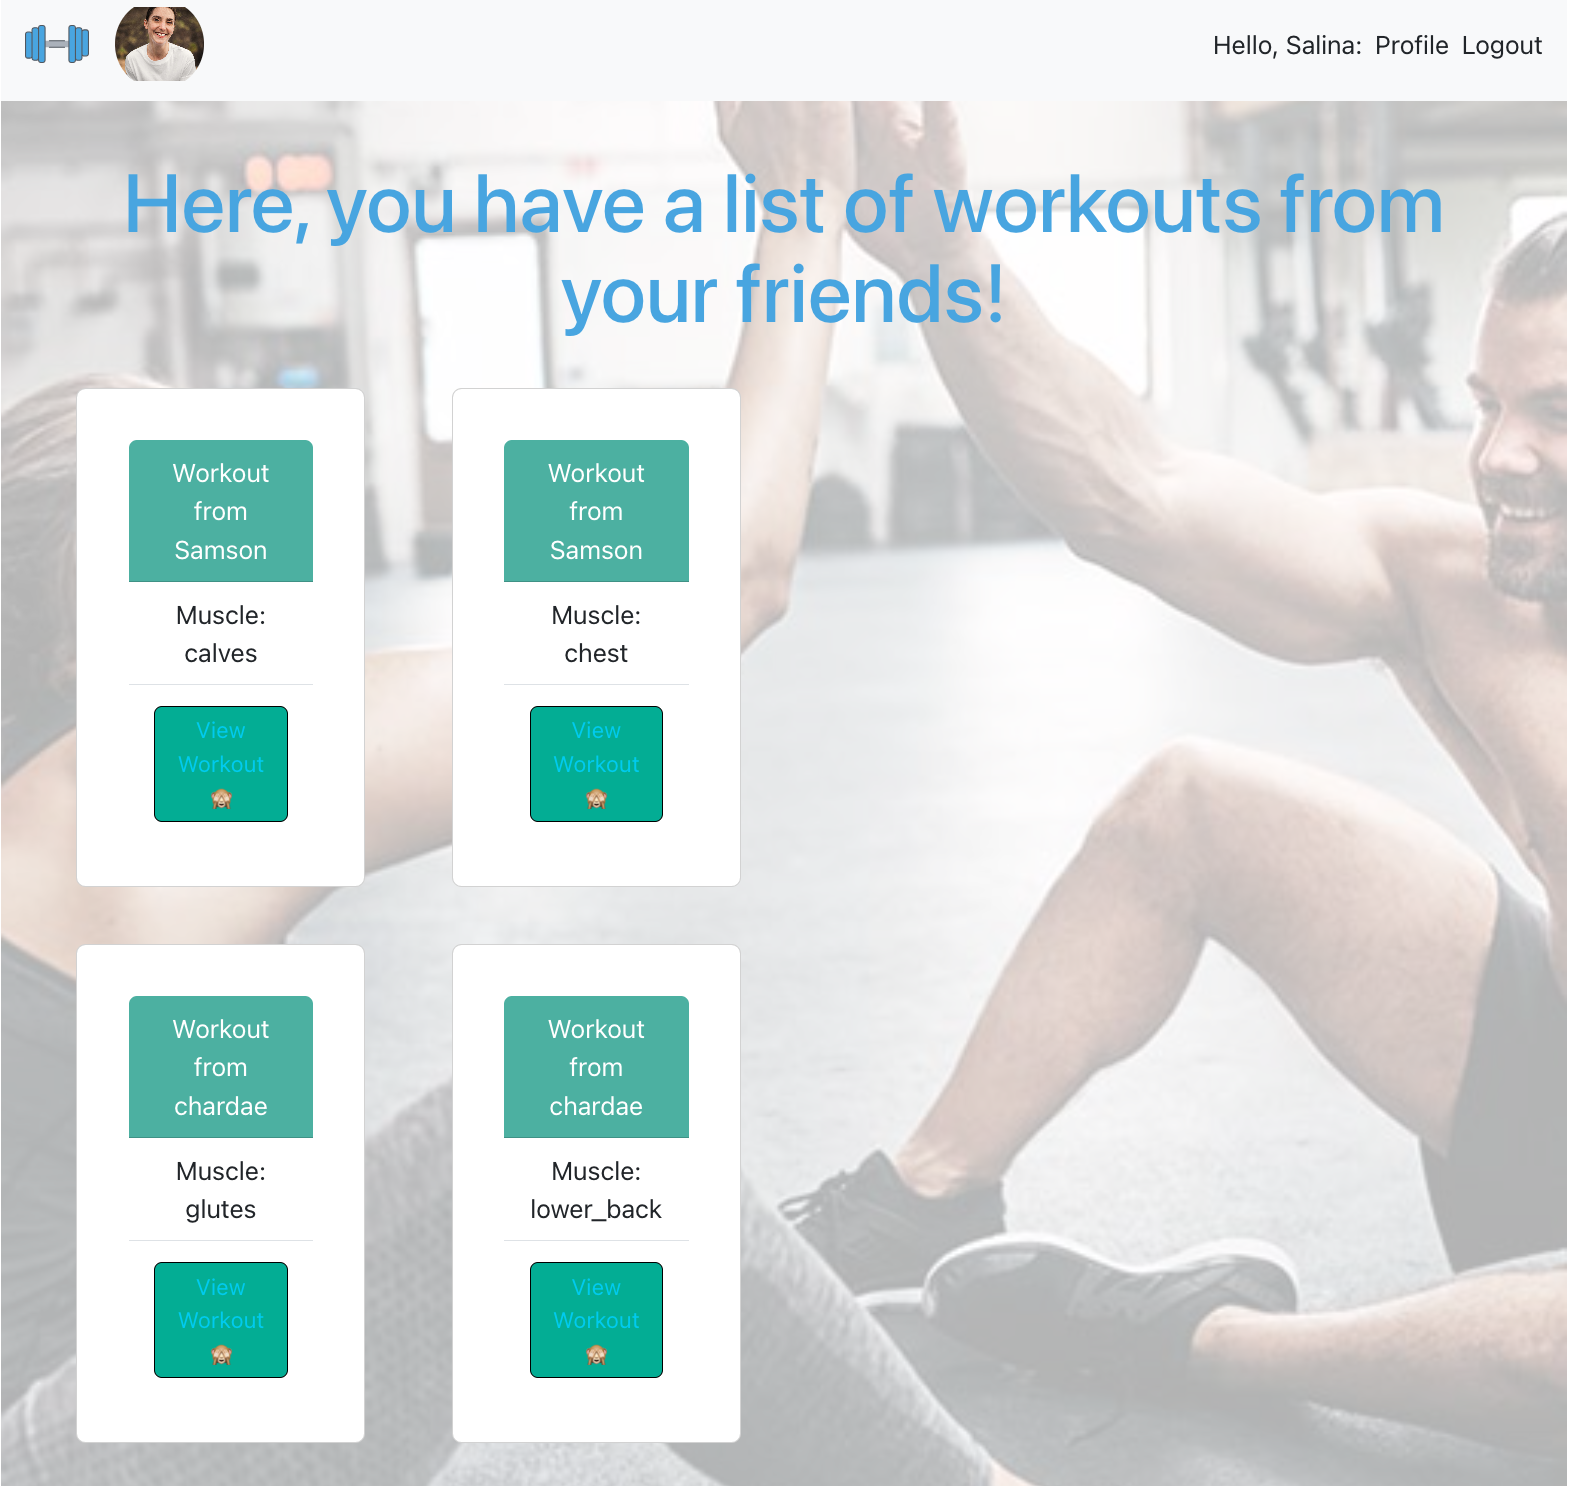 Hello, Salina: Profile Logout
Here, you have a list of workouts from
your friends!
Workout
from
Samson
Muscle:
calves
View
Workout
🙈
Workout
from
Samson
Muscle:
chest
View
Workout
🙈
Workout
from
chardae
Muscle:
glutes
View
Workout
🙈
Workout
from
chardae
Muscle:
lower_back
View
Workout
🙈